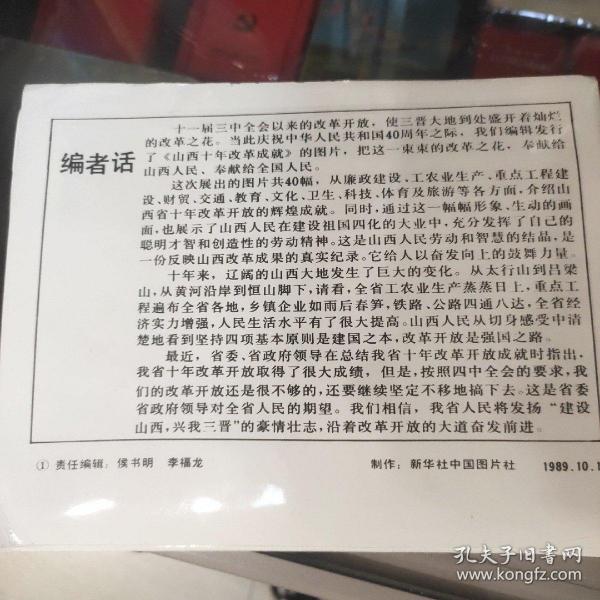 编者话
十一届三中全会以来的改革开放，使三晋大地到处盛开着灿烂
的改革之花。当此庆祝中华人民共和国40周年之际，我们编辑发行
了《山西十年改革成就》的图片，把这一束束的改革之花，奉献给
山西人民、奉献给全国人民。
这次展出的图片共40幅，从廉政建设、工农业生产、重点工程建
设、财贸、交通、教育、文化、卫生、科技、体育及旅游等各方面，介绍山
西省十年改革开放的辉煌成就。同时，通过这一幅幅形象、生动的画
面，也展示了山西人民在建设祖国四化的大业中，充分发挥了自己的
聪明才智和创造性的劳动精神。这是山西人民劳动和智慧的结晶，是
一份反映山西改革成果的真实纪录。它给人以奋发向上的鼓舞力量。
十年来，辽阔的山西大地发生了巨大的变化。从太行山到吕梁
山，从黄河沿岸到恒山脚下，请看，全省工农业生产蒸蒸日上，重点工
程遍布全省各地，乡镇企业如雨后春笋，铁路、公路四通八达，全省经
济实力增强，人民生活水平有了很大提高。山西人民从切身感受中清
楚地看到坚持四项基本原则是建国之本，改革开放是强国之路。
最近，省委、省政府领导在总结我省十年改革开放成就时指出，
我省十年改革开放取得了很大成绩，但是，按照四中全会的要求，我
们的改革开放还是很不够的，还要继续坚定不移地搞下去。这是省委
省政府领导对全省人民的期望。我们相信，我省人民将发扬“建设
山西，兴我三晋”的豪情壮志，沿着改革开放的大道奋发前进。
① 责任编辑：侯书明 李福龙 制作：新华社中国图片社 1989.10.1
孔夫子旧书网
www.kongfz.com